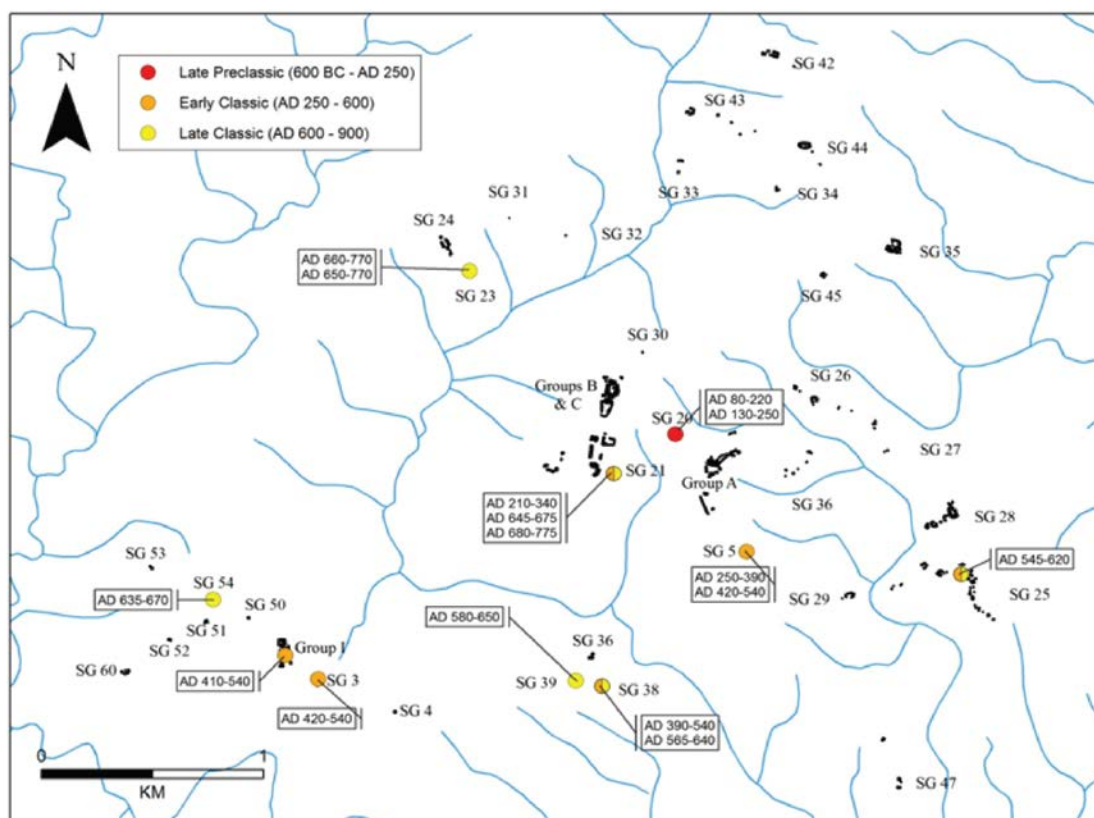 N
Late Preclassic (600 BC - AD 250)
Early Classic (AD 250 - 600)
Late Classic (AD 600 - 900)
SG 42
SG 43
SG 44
SG 33
SG 34
SG 31
SG 24
SG 32
SG 35
AD 660-770
AD 650-770
SG 23
SG 45
SG 30
Groups B
& C
SG 26
AD 80-220
AD 130-250
SG 20
SG 27
SG 21
Group A
AD 210-340
AD 645-675
AD 680-775
SG 36
SG 28
SG 53
SG 5
AD 545-620
SG 54
AD 635-670
AD 250-390
AD 420-540
SG 29
SG 25
SG 50
AD 580-650
SG 51
SG 52
Group I
SG 36
SG 60
AD 410-540
SG 3
SG 39
SG 38
SG 4
AD 420-540
AD 390-540
AD 565-640
0
1
KM
SG 47